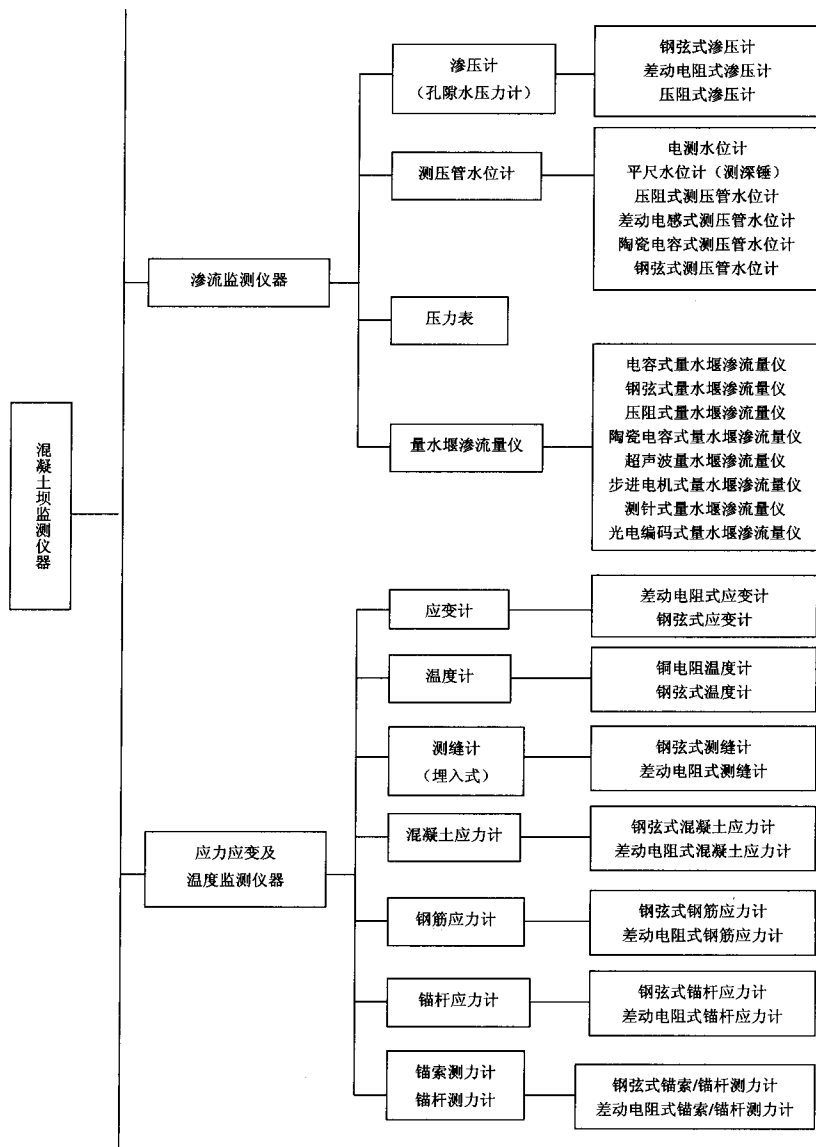 混凝土坝监测仪器
渗流监测仪器
渗压计
（孔隙水压力计）
钢弦式渗压计
差动电阻式渗压计
压阻式渗压计
测压管水位计
电测水位计
平尺水位计（测深锤）
压阻式测压管水位计
差动电感式测压管水位计
陶瓷电容式测压管水位计
钢弦式测压管水位计
压力表
量水堰渗流量仪
电容式量水堰渗流量仪
钢弦式量水堰渗流量仪
压阻式量水堰渗流量仪
陶瓷电容式量水堰渗流量仪
超声波量水堰渗流量仪
步进电机式量水堰渗流量仪
测针式量水堰渗流量仪
光电编码式量水堰渗流量仪
应力应变及
温度监测仪器
应变计
差动电阻式应变计
钢弦式应变计
温度计
铜电阻温度计
钢弦式温度计
测缝计
（埋入式）
钢弦式测缝计
差动电阻式测缝计
混凝土应力计
钢弦式混凝土应力计
差动电阻式混凝土应力计
钢筋应力计
钢弦式钢筋应力计
差动电阻式钢筋应力计
锚杆应力计
钢弦式锚杆应力计
差动电阻式锚杆应力计
锚索测力计
锚杆测力计
钢弦式锚索/锚杆测力计
差动电阻式锚索/锚杆测力计